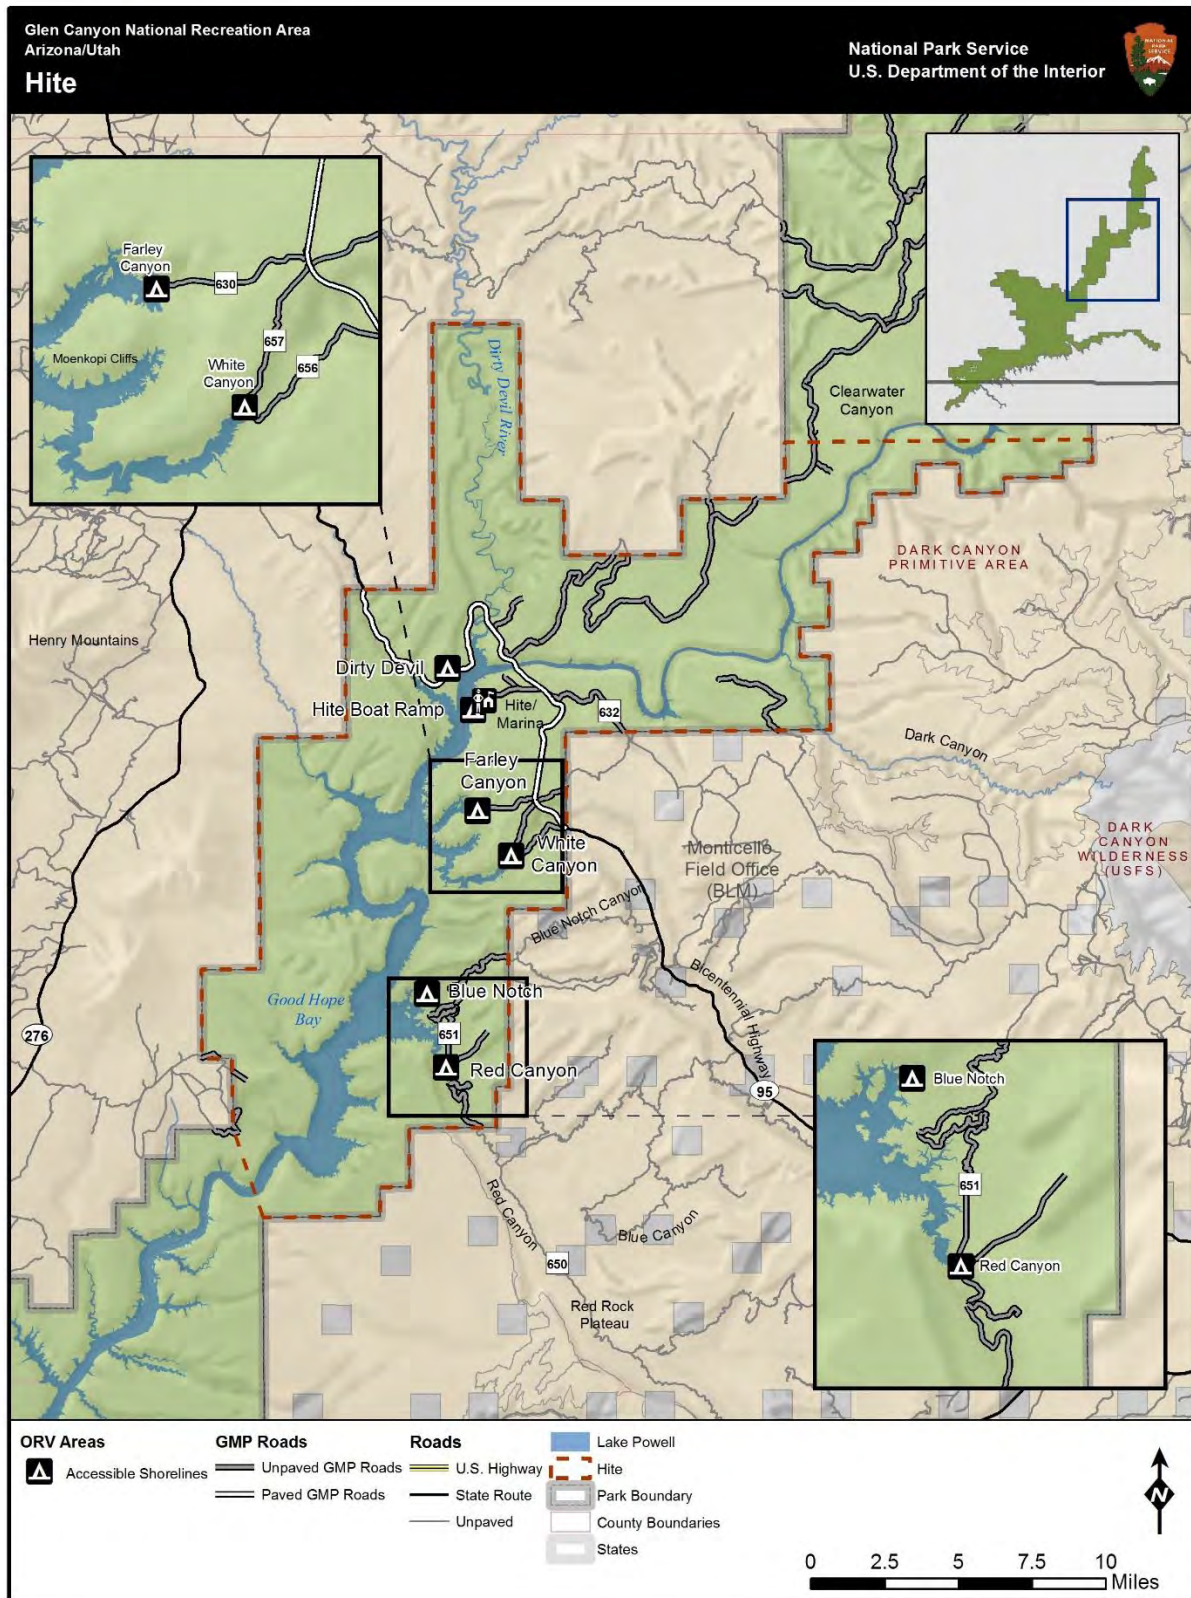 Glen Canyon National Recreation Area
Arizona/Utah
Hite
National Park Service
U.S. Department of the Interior
NATIONAL
PARK
SERVICE
Farley
Canyon
630
657
656
Moenkopi Cliffs
White
Canyon
Dirty Devil River
Clearwater
Canyon
DARK CANYON
PRIMITIVE AREA
Henry Mountains
Dirty Devil
Hite Boat Ramp
Hite/
Marina
632
Dark Canyon
Farley
Canyon
White
Canyon
Monticello
Field Office
(BLM)
DARK
CANYON
WILDERNESS
(USFS)
Blue Notch Canyon
Bicentennial Highway
Good Hope
Bay
Blue Notch
651
Red Canyon
276
95
Blue Notch
651
Red Canyon
Red Canyon
Blue Canyon
650
Red Rock
Plateau
ORV Areas
Accessible Shorelines
GMP Roads
Unpaved GMP Roads
Paved GMP Roads
Roads
U.S. Highway
State Route
Unpaved
Lake Powell
Hite
Park Boundary
County Boundaries
States
N
0 2.5 5 7.5 10
Miles